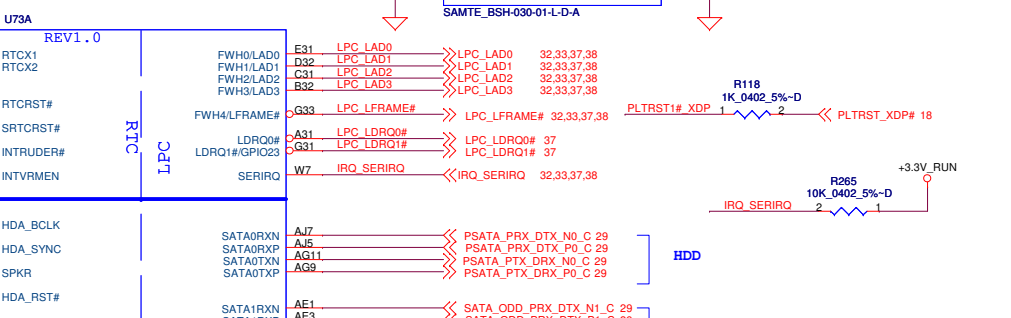 SAMTE_BSH-030-01-L-D-A
U73A
REV1.0
RTCX1 FWH0/LAD0 E31 LPC_LAD0 LPC_LAD0 32,33,37,38
RTCX2 FWH1/LAD1 D32 LPC_LAD1 LPC_LAD1 32,33,37,38
FWH2/LAD2 C31 LPC_LAD2 LPC_LAD2 32,33,37,38
FWH3/LAD3 B32 LPC_LAD3 LPC_LAD3 32,33,37,38
R118
1K_0402_5%~D
RTCRST# FWH4/LFRAME# G33 LPC_LFRAME# LPC_LFRAME# 32,33,37,38 PLTRST1#_XDP 1 2 PLTRST_XDP# 18
SRTCRST#
RTC
LPC
LDRQ0# A31 LPC_LDRQ0# LPC_LDRQ0# 37
INTRUDER# LDRQ1#/GPIO23 G31 LPC_LDRQ1# LPC_LDRQ1# 37
INTVRMEN SERIRQ W7 IRQ_SERIRQ IRQ_SERIRQ 32,33,37,38
+3.3V_RUN
R265
10K_0402_5%~D
IRQ_SERIRQ 2 1
HDA_BCLK
SATA0RXN AJ7 PSATA_PRX_DTX_N0_C 29
HDA_SYNC SATA0RXP AJ5 PSATA_PRX_DTX_P0_C 29
SATA0TXN AG11 PSATA_PTX_DRX_N0_C 29
HDD
SPKR SATA0TXP AG9 PSATA_PTX_DRX_P0_C 29
HDA_RST#
SATA1RXN AE1 SATA_ODD_PRX_DTX_N1_C 29
AE3